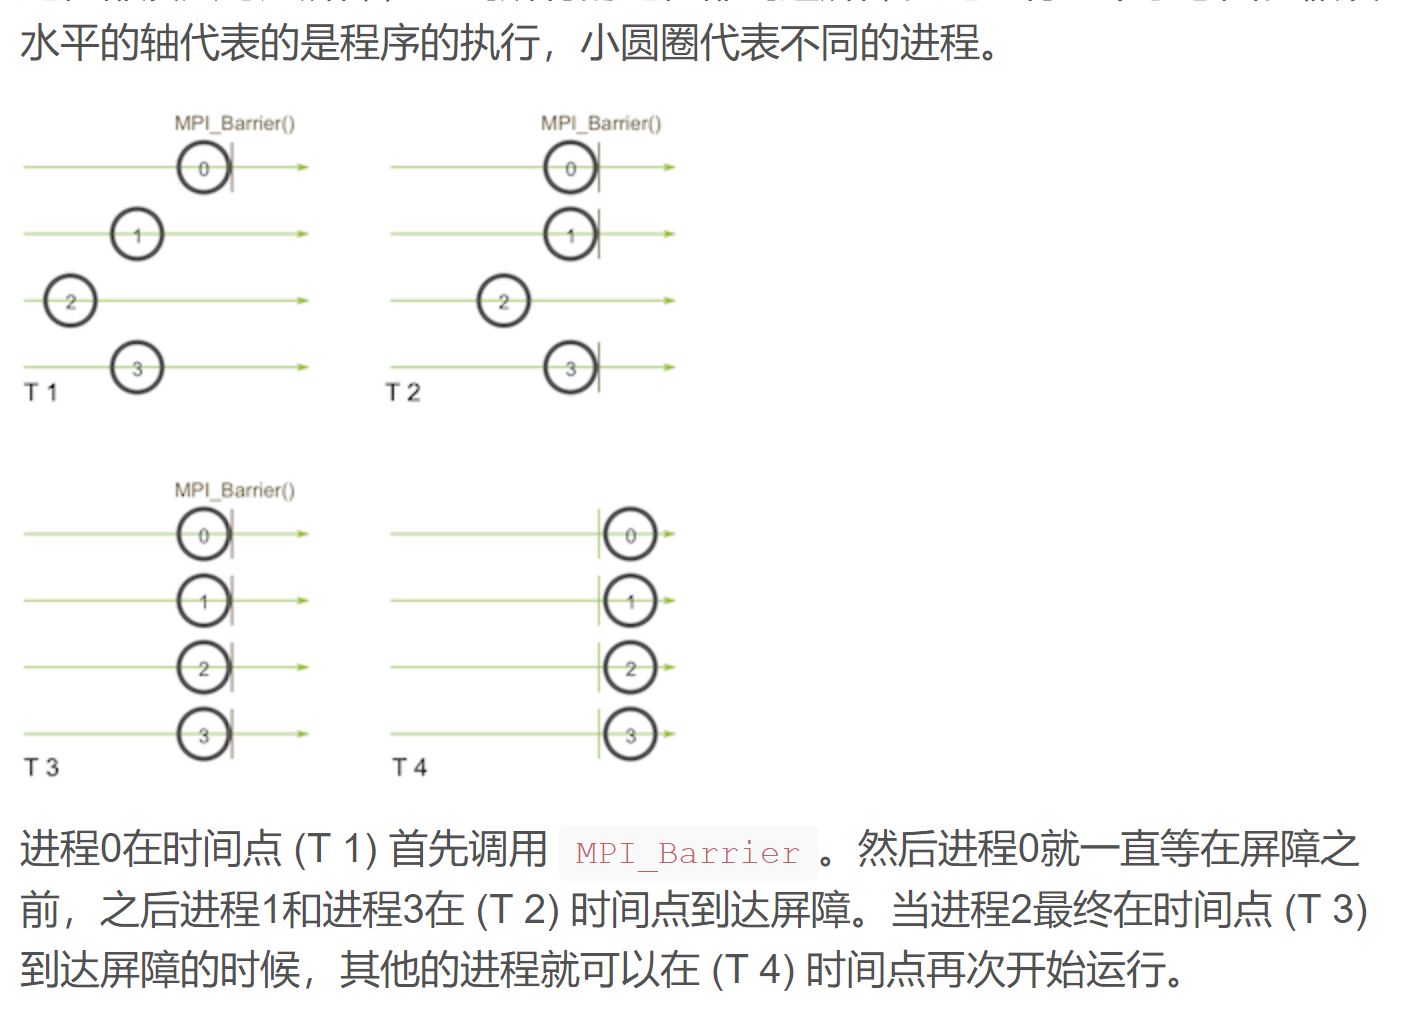 水平的轴代表的是程序的执行，小圆圈代表不同的进程。
MPI_Barrier() MPI_Barrier()
0 0
1 1
2 2
3 3
T 1 T 2
MPI_Barrier()
0 0
1 1
2 2
3 3
T 3 T 4
进程0在时间点 (T 1) 首先调用 MPI_Barrier 。然后进程0就一直等在屏障之
前，之后进程1和进程3在 (T 2) 时间点到达屏障。当进程2最终在时间点 (T 3)
到达屏障的时候，其他的进程就可以在 (T 4) 时间点再次开始运行。